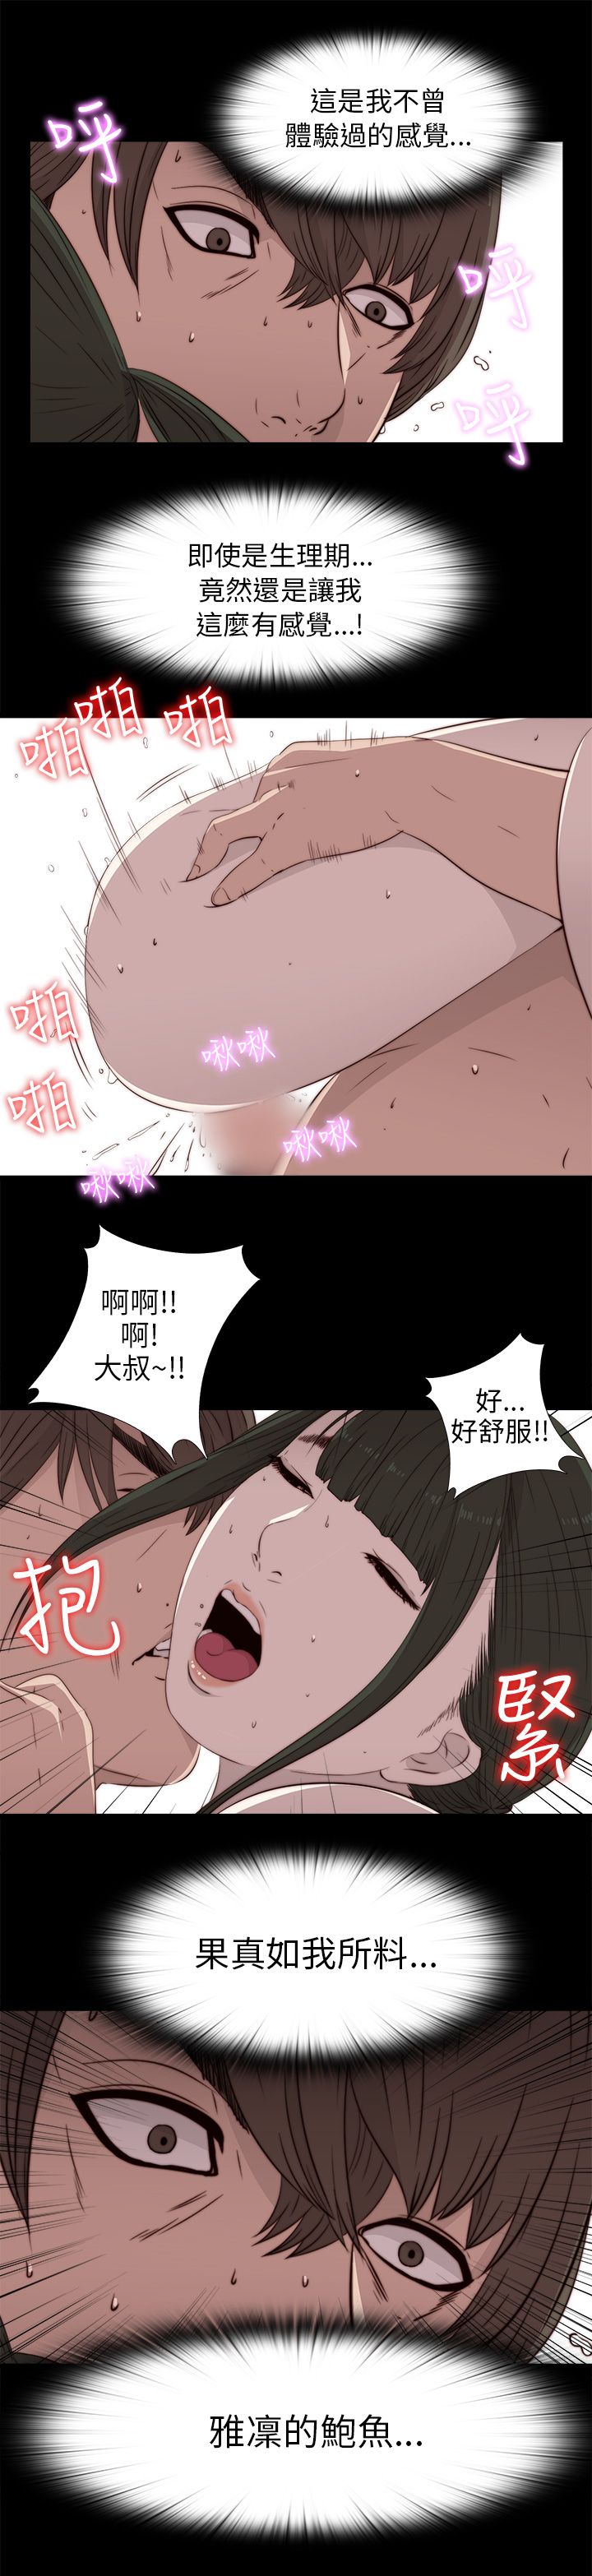 這是我不曾
體驗過的感覺...
呼
呼
呼
即使是生理期...
竟然還是讓我
這麼有感覺...!
啪
啪
啪
啪
啪
啾啾
啾啾
啾啾
啊啊!!
啊!
大叔~!!
好...
好舒服!!
抱
緊
果真如我所料...
雅凜的鮑魚...